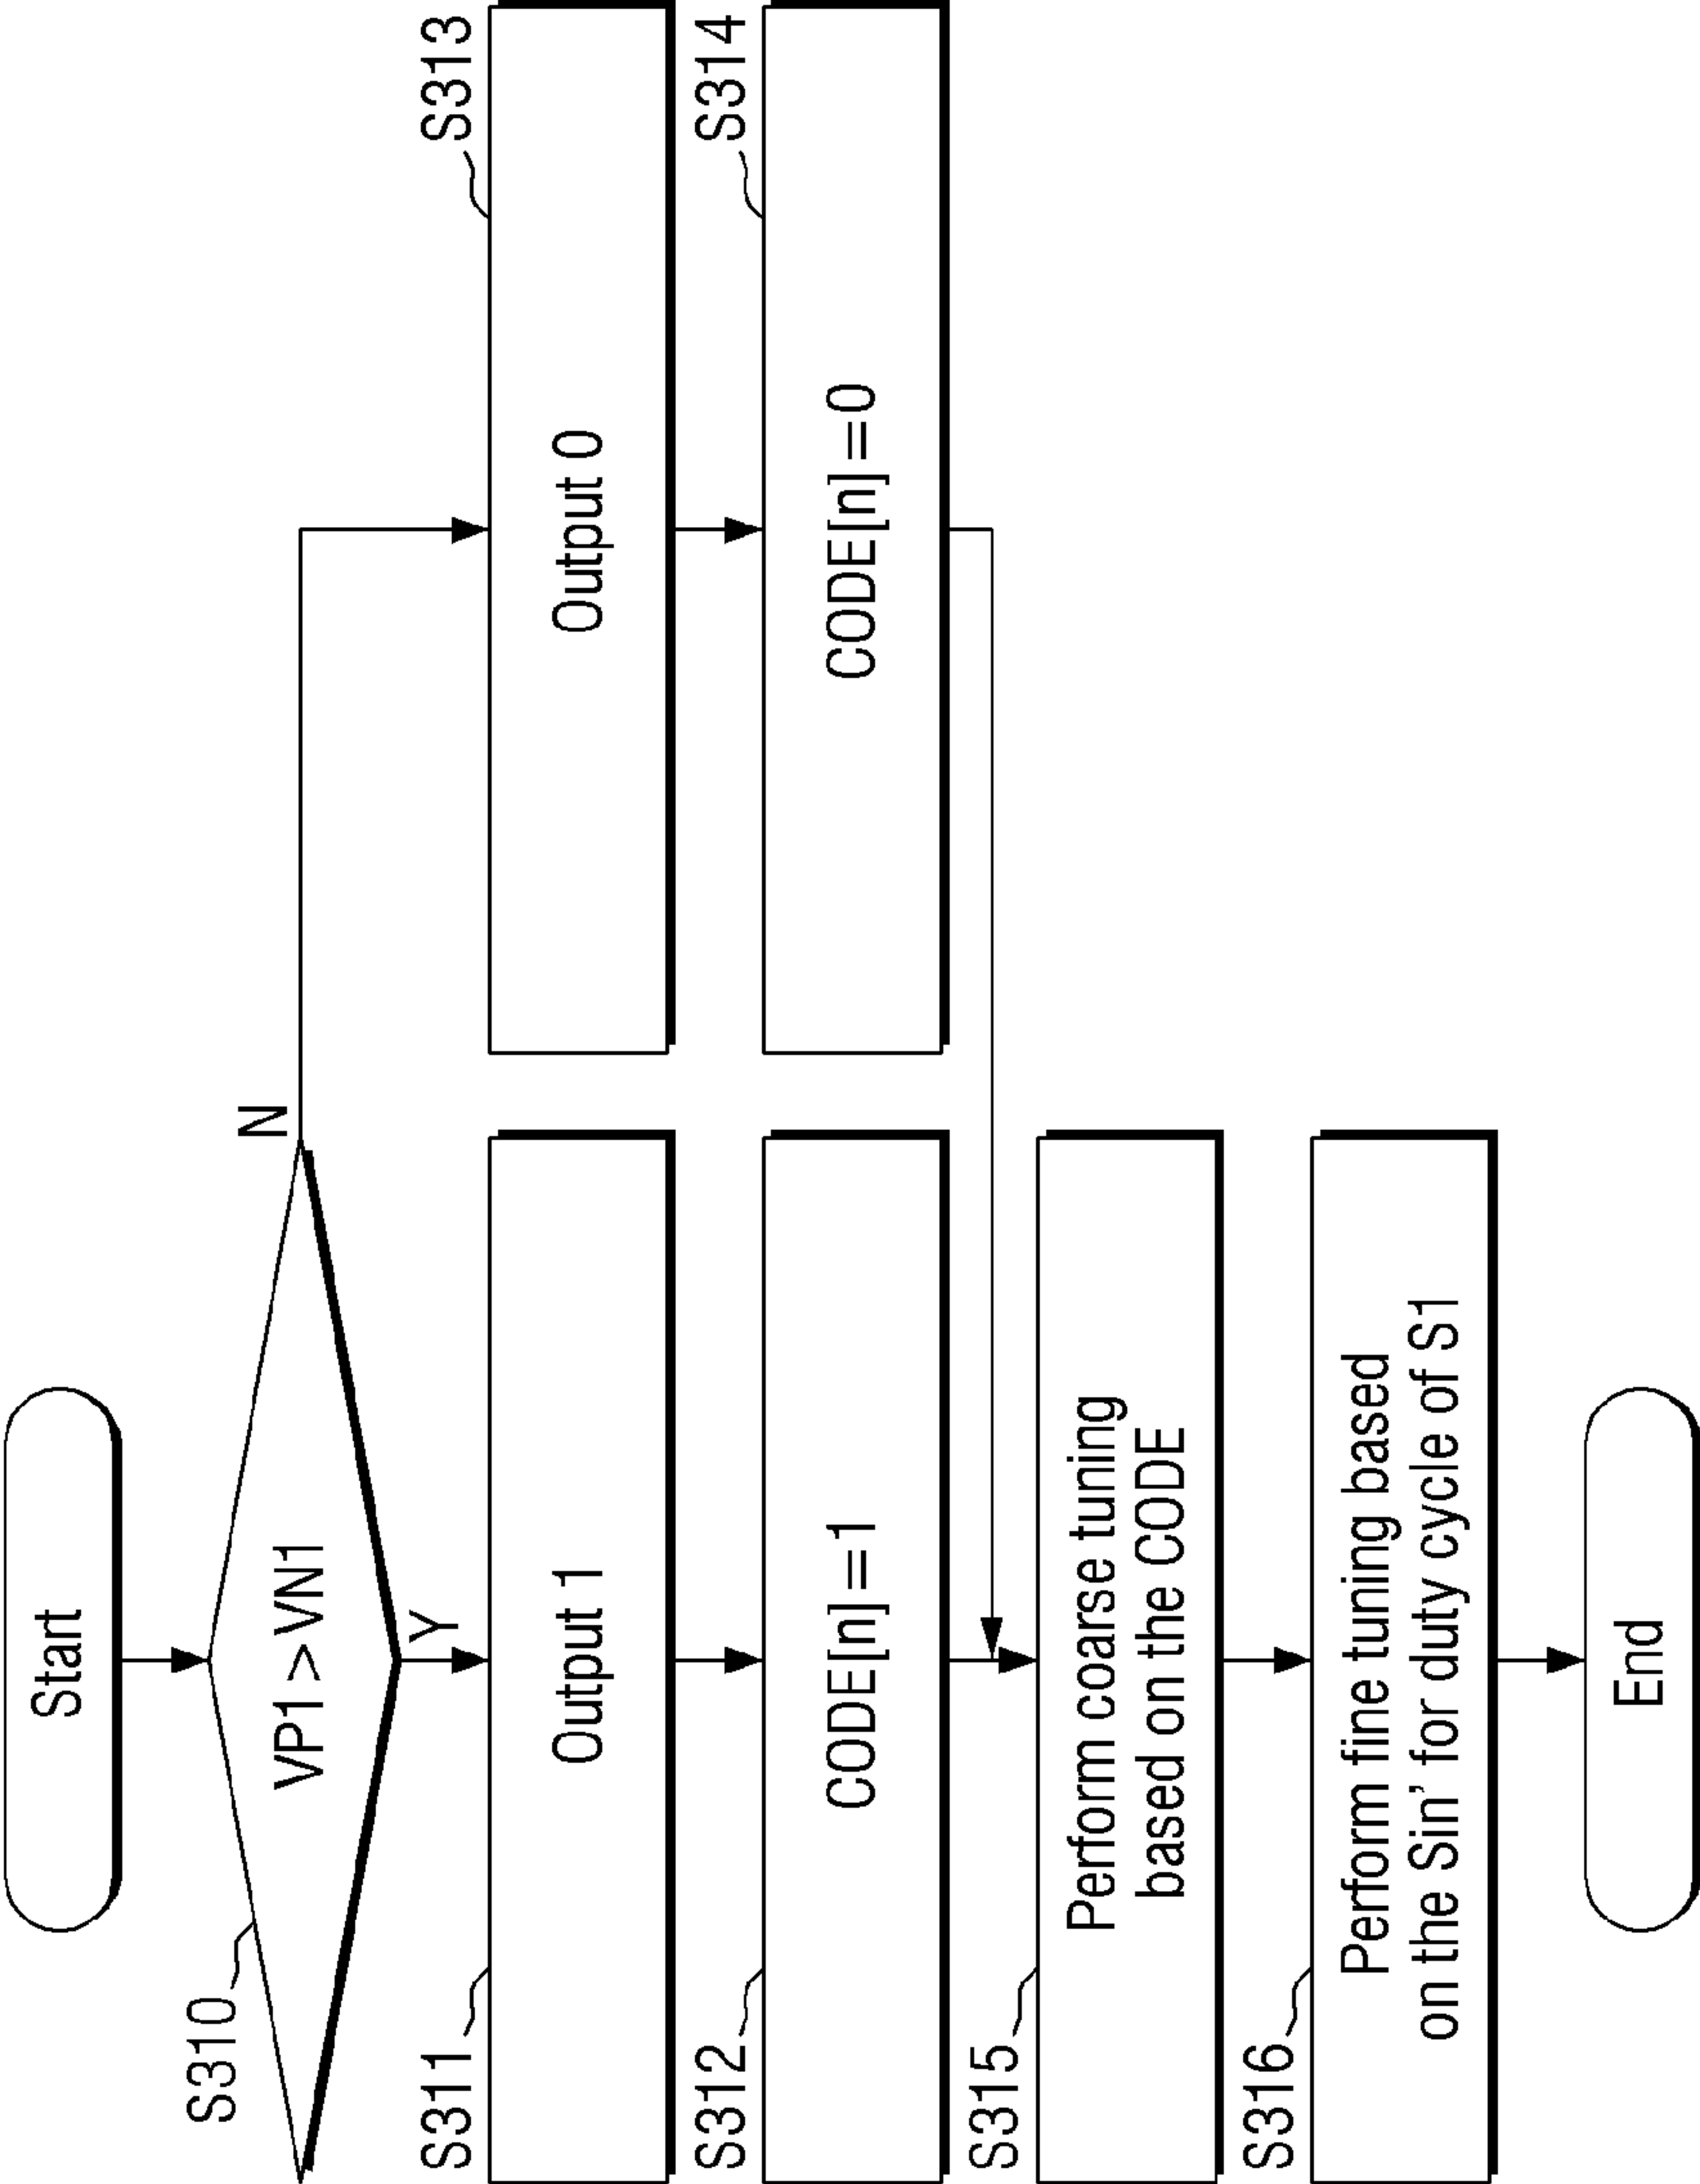 Start
S310
VP1 > VN1
N
Y
S311
Output 1
S313
Output 0
S312
CODE[n]=1
S314
CODE[n]=0
S315
Perform coarse tuning
based on the CODE
S316
Perform fine tuning based
on the Sin' for duty cycle of S1
End